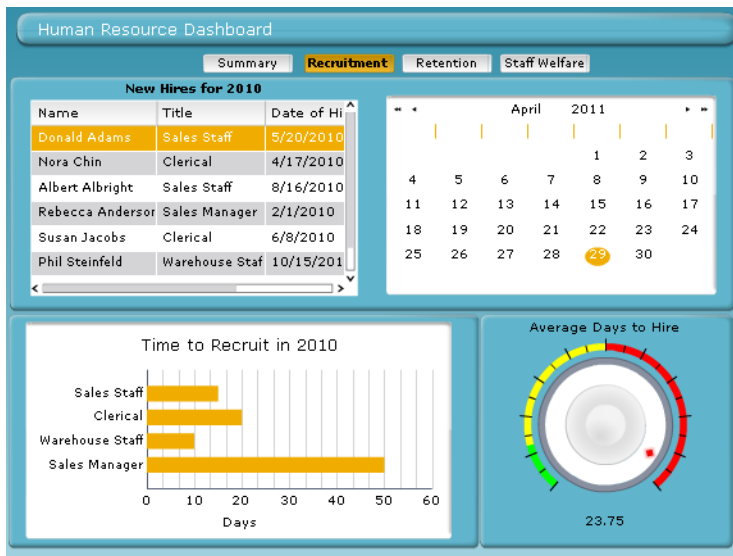 Human Resource Dashboard
Summary Recruitment Retention Staff Welfare
New Hires for 2010
Name Title Date of Hi
Donald Adams Sales Staff 5/20/2010
Nora Chin Clerical 4/17/2010
Albert Albright Sales Staff 8/16/2010
Rebecca Anderson Sales Manager 2/1/2010
Susan Jacobs Clerical 6/8/2010
Phil Steinfeld Warehouse Staf 10/15/201
April 2011
1 2 3
4 5 6 7 8 9 10
11 12 13 14 15 16 17
18 19 20 21 22 23 24
25 26 27 28 29 30
Time to Recruit in 2010
Sales Staff
Clerical
Warehouse Staff
Sales Manager
0 10 20 30 40 50 60
Days
Average Days to Hire
23.75